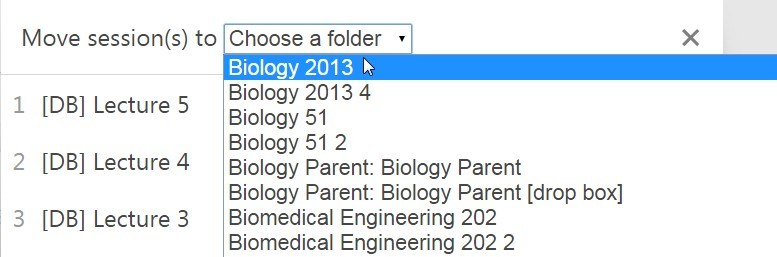 Move session(s) to Choose a folder
Biology 2013
Biology 2013 4
1 [DB] Lecture 5
Biology 51
Biology 51 2
2 [DB] Lecture 4
Biology Parent: Biology Parent
Biology Parent: Biology Parent [drop box]
3 [DB] Lecture 3
Biomedical Engineering 202
Biomedical Engineering 202 2